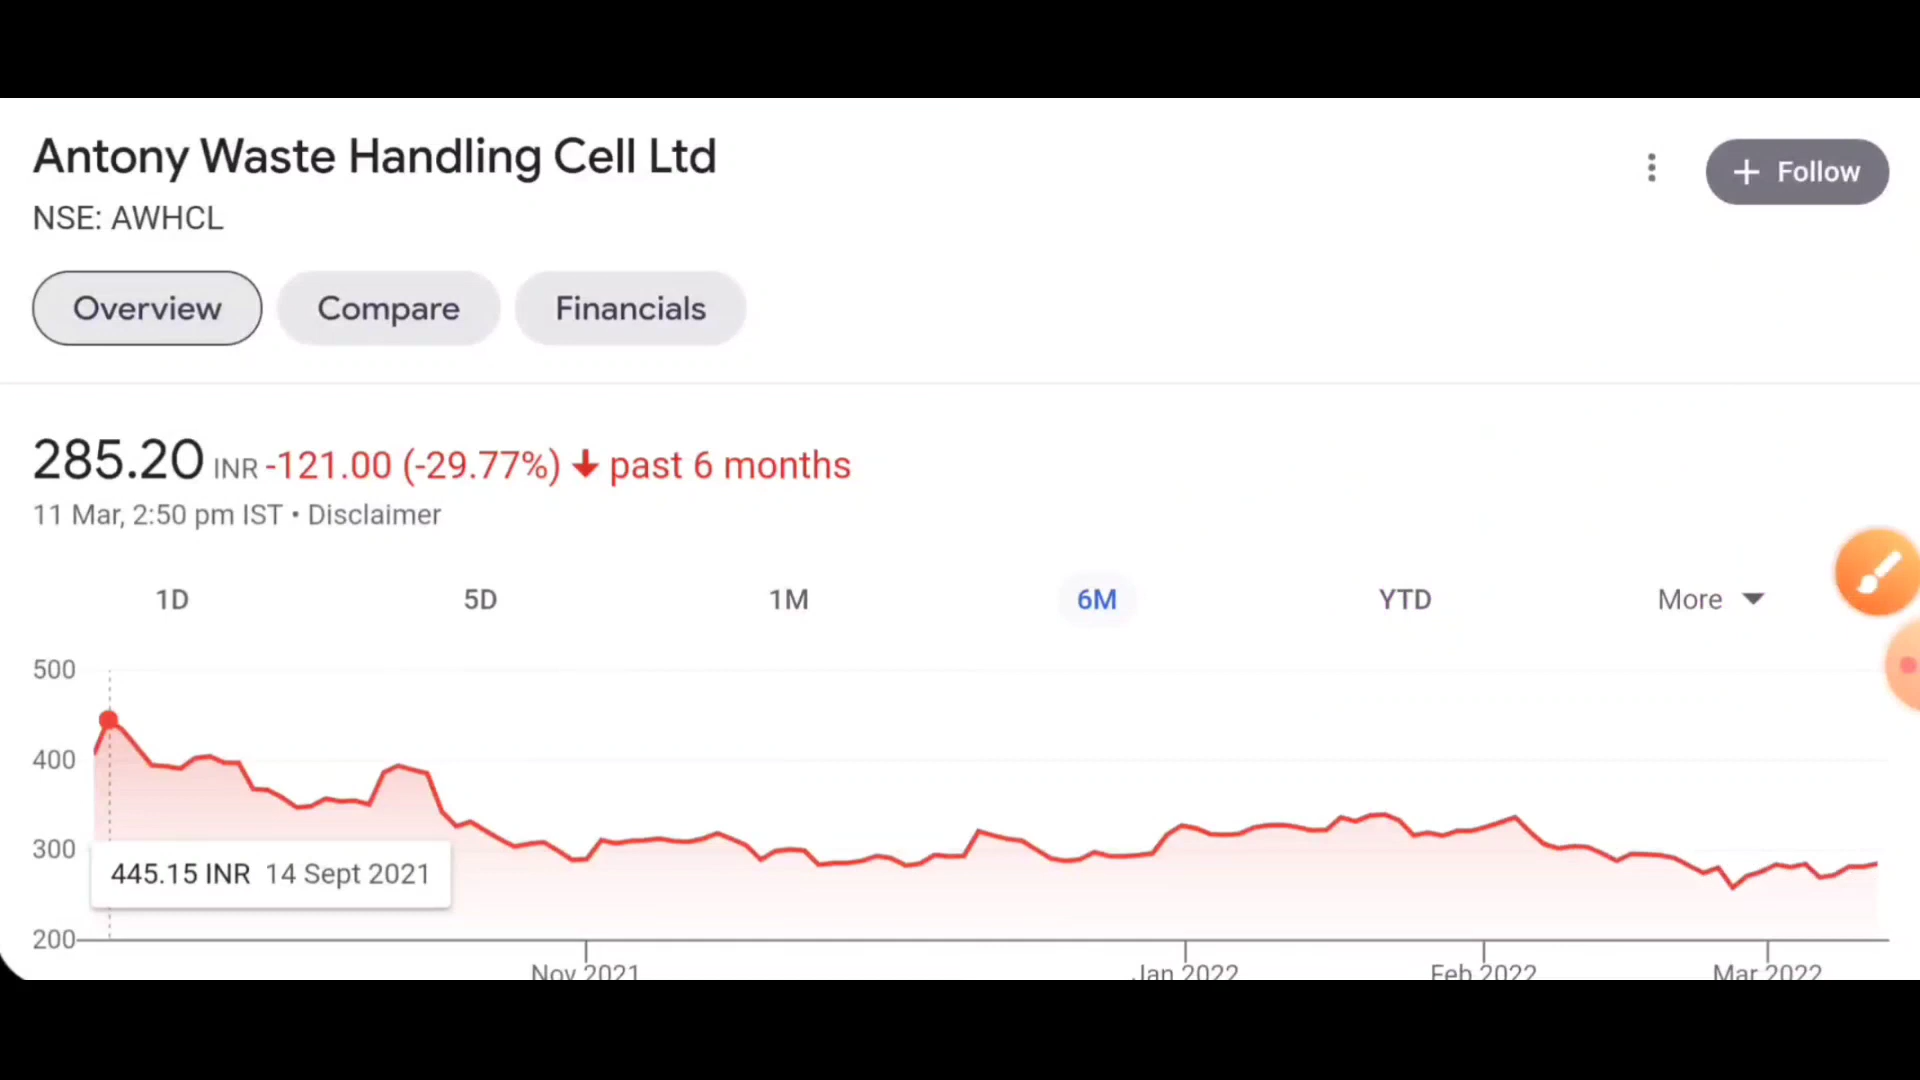 Antony Waste Handling Cell Ltd
+ Follow
NSE: AWHCL
Overview Compare Financials
285.20 INR -121.00 (-29.77%) ↓ past 6 months
11 Mar, 2:50 pm IST • Disclaimer
1D 5D 1M 6M YTD More
500
400
300
445.15 INR 14 Sept 2021
200
Nov 2021 Jan 2022 Feb 2022 Mar 2022